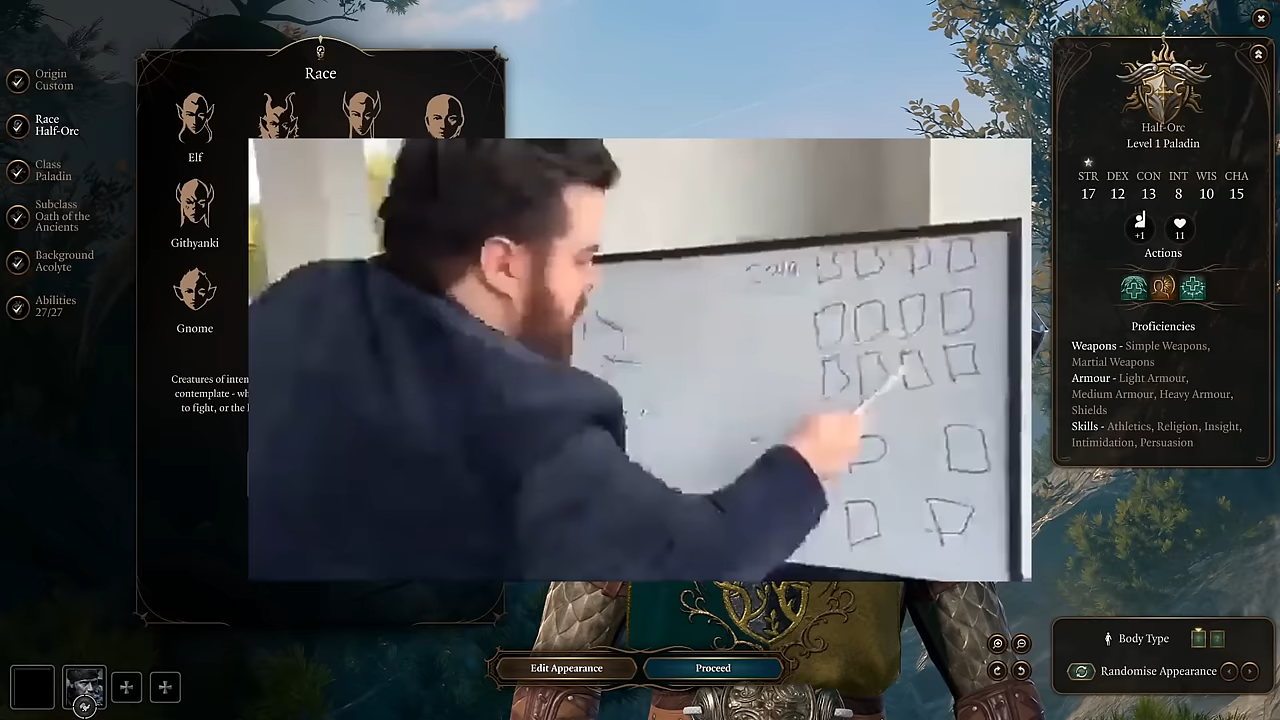 Origin
Custom
Race
Half-Orc
Class
Paladin
Subclass
Oath of the
Ancients
Background
Acolyte
Abilities
27/27
Race
Elf
Githyanki
Gnome
Creatures of inten
contemplate - wh
to fight, or the
Half-Orc
Level 1 Paladin
STR DEX CON INT WIS CHA
17 12 13 8 10 15
+1 11
Actions
Proficiencies
Weapons - Simple Weapons,
Martial Weapons
Armour - Light Armour,
Medium Armour, Heavy Armour,
Shields
Skills - Athletics, Religion, Insight,
Intimidation, Persuasion
Edit Appearance
Proceed
Body Type
Randomise Appearance